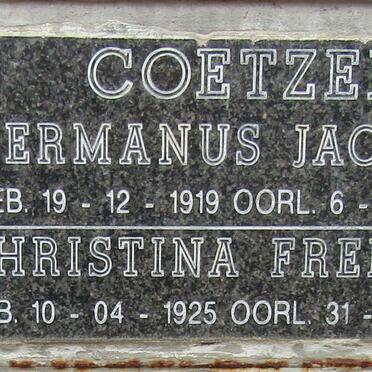 COETZE
ERMANUS JAC
EB. 19 - 12 - 1919 OORL. 6 -
HRISTINA FRE
B. 10 - 04 - 1925 OORL. 31 -